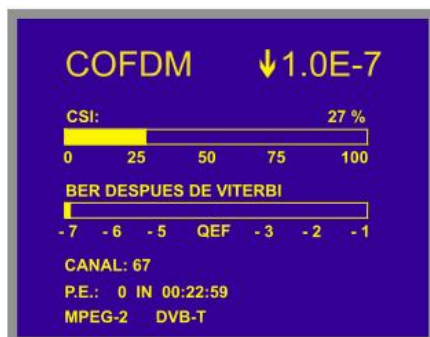 COFDM ↓1.0E-7
CSI: 27 %
0 25 50 75 100
BER DESPUES DE VITERBI
- 7 - 6 - 5 QEF - 3 - 2 - 1
CANAL: 67
P.E.: 0 IN 00:22:59
MPEG-2 DVB-T